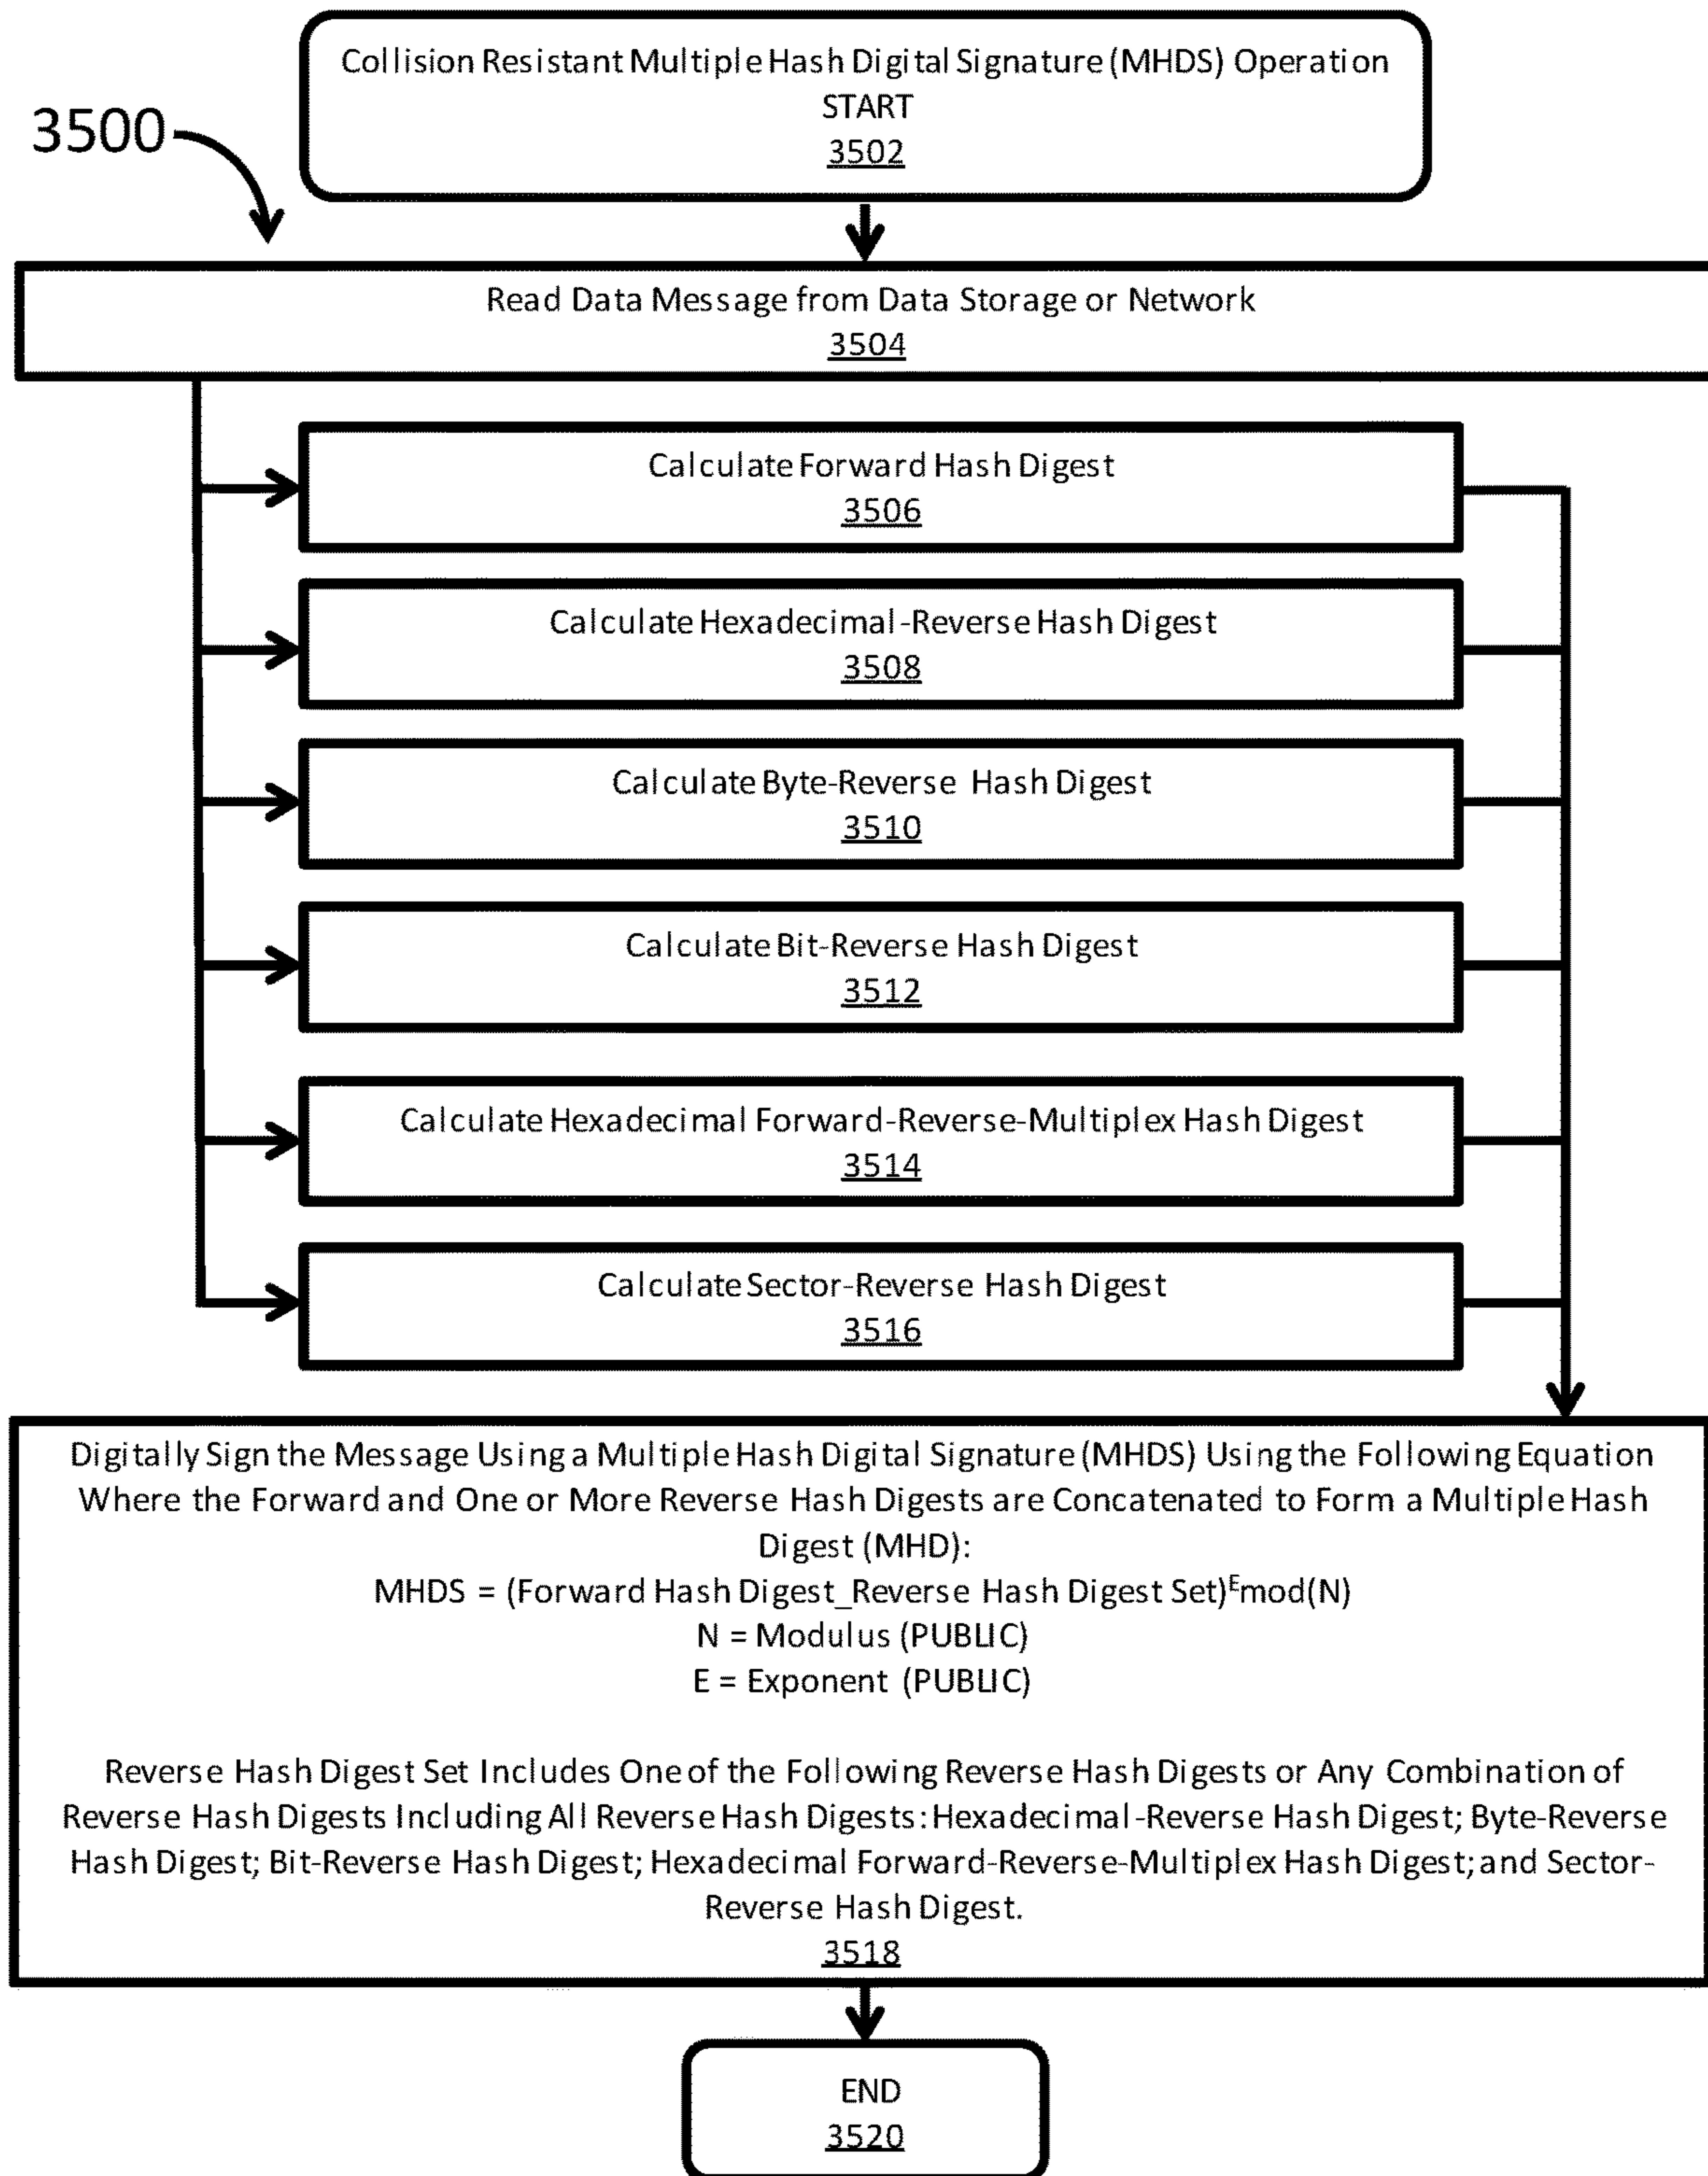 Collision Resistant Multiple Hash Digital Signature (MHDS) Operation
START
3502
3500
Read Data Message from Data Storage or Network
3504
Calculate Forward Hash Digest
3506
Calculate Hexadecimal-Reverse Hash Digest
3508
Calculate Byte-Reverse Hash Digest
3510
Calculate Bit-Reverse Hash Digest
3512
Calculate Hexadecimal Forward-Reverse-Multiplex Hash Digest
3514
Calculate Sector-Reverse Hash Digest
3516
Digitally Sign the Message Using a Multiple Hash Digital Signature (MHDS) Using the Following Equation
Where the Forward and One or More Reverse Hash Digests are Concatenated to Form a Multiple Hash
Digest (MHD):
MHDS = (Forward Hash Digest_Reverse Hash Digest Set)ᴱmod(N)
N = Modulus (PUBLIC)
E = Exponent (PUBLIC)
Reverse Hash Digest Set Includes One of the Following Reverse Hash Digests or Any Combination of
Reverse Hash Digests Including All Reverse Hash Digests: Hexadecimal-Reverse Hash Digest; Byte-Reverse
Hash Digest; Bit-Reverse Hash Digest; Hexadecimal Forward-Reverse-Multiplex Hash Digest; and Sector-
Reverse Hash Digest.
3518
END
3520